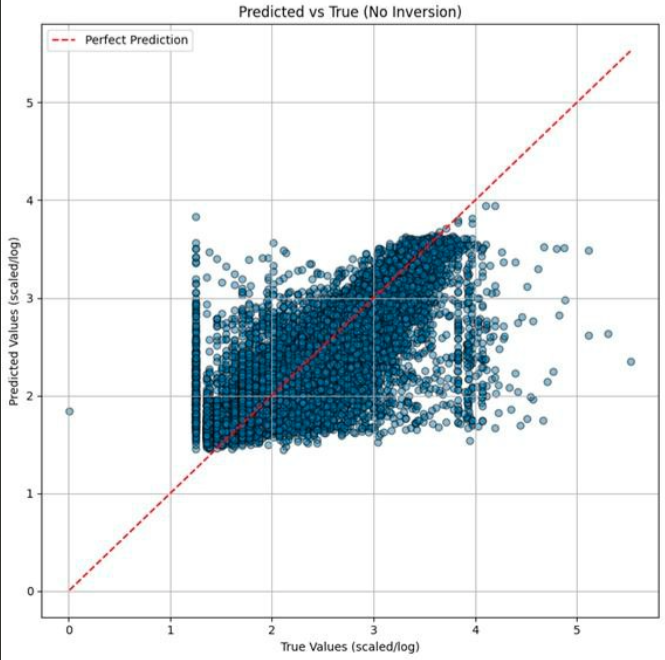 Predicted vs True (No Inversion)
Perfect Prediction
5
4
3
2
1
0
Predicted Values (scaled/log)
0 1 2 3 4 5
True Values (scaled/log)